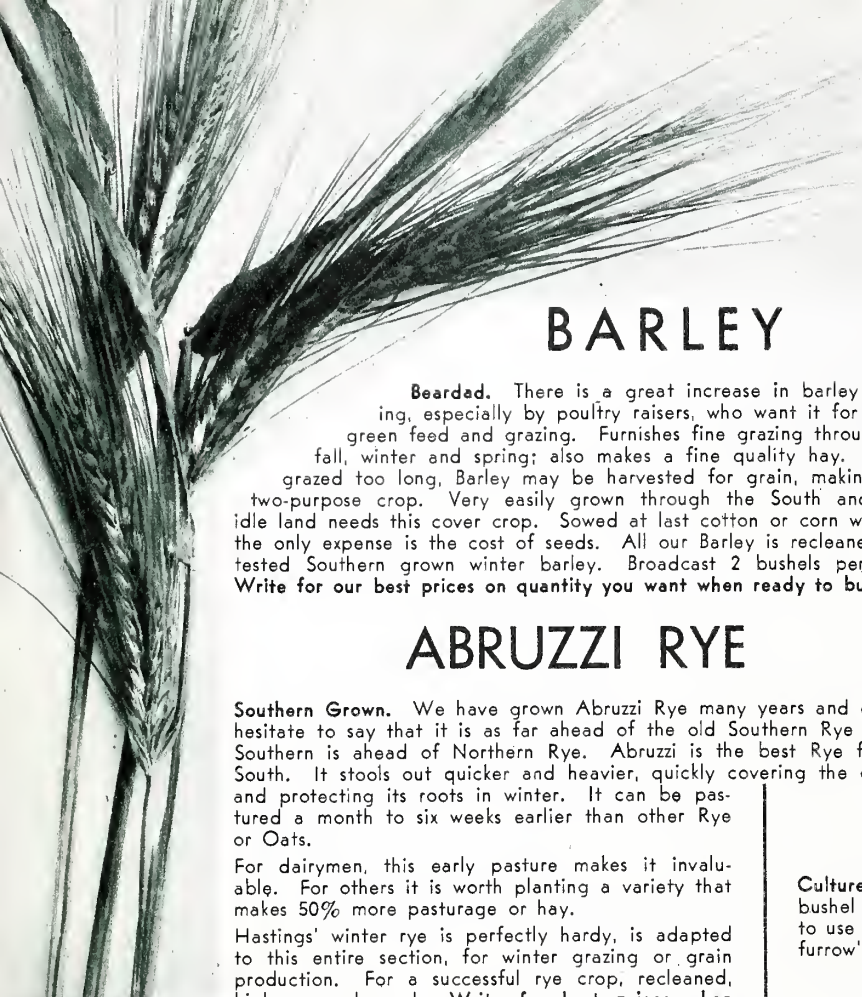 BARLEY
Bearded. There is a great increase in barley
ing, especially by poultry raisers, who want it for
green feed and grazing. Furnishes fine grazing throu
fall, winter and spring; also makes a fine quality hay.
grazed too long, Barley may be harvested for grain, makin
two-purpose crop. Very easily grown through the South and
idle land needs this cover crop. Sowed at last cotton or corn w
the only expense is the cost of seeds. All our Barley is recleane
tested Southern grown winter barley. Broadcast 2 bushels per
Write for our best prices on quantity you want when ready to bu
ABRUZZI RYE
Southern Grown. We have grown Abruzzi Rye many years and
hesitate to say that it is as far ahead of the old Southern Rye
Southern is ahead of Northern Rye. Abruzzi is the best Rye f
South. It stools out quicker and heavier, quickly covering the
and protecting its roots in winter. It can be pas-
tured a month to six weeks earlier than other Rye
or Oats.
For dairymen, this early pasture makes it invalu-
able. For others it is worth planting a variety that
makes 50% more pasturage or hay.
Hastings' winter rye is perfectly hardy, is adapted
to this entire section, for winter grazing or grain
production. For a successful rye crop, recleaned,
Culture
bushel
to use
furrow'